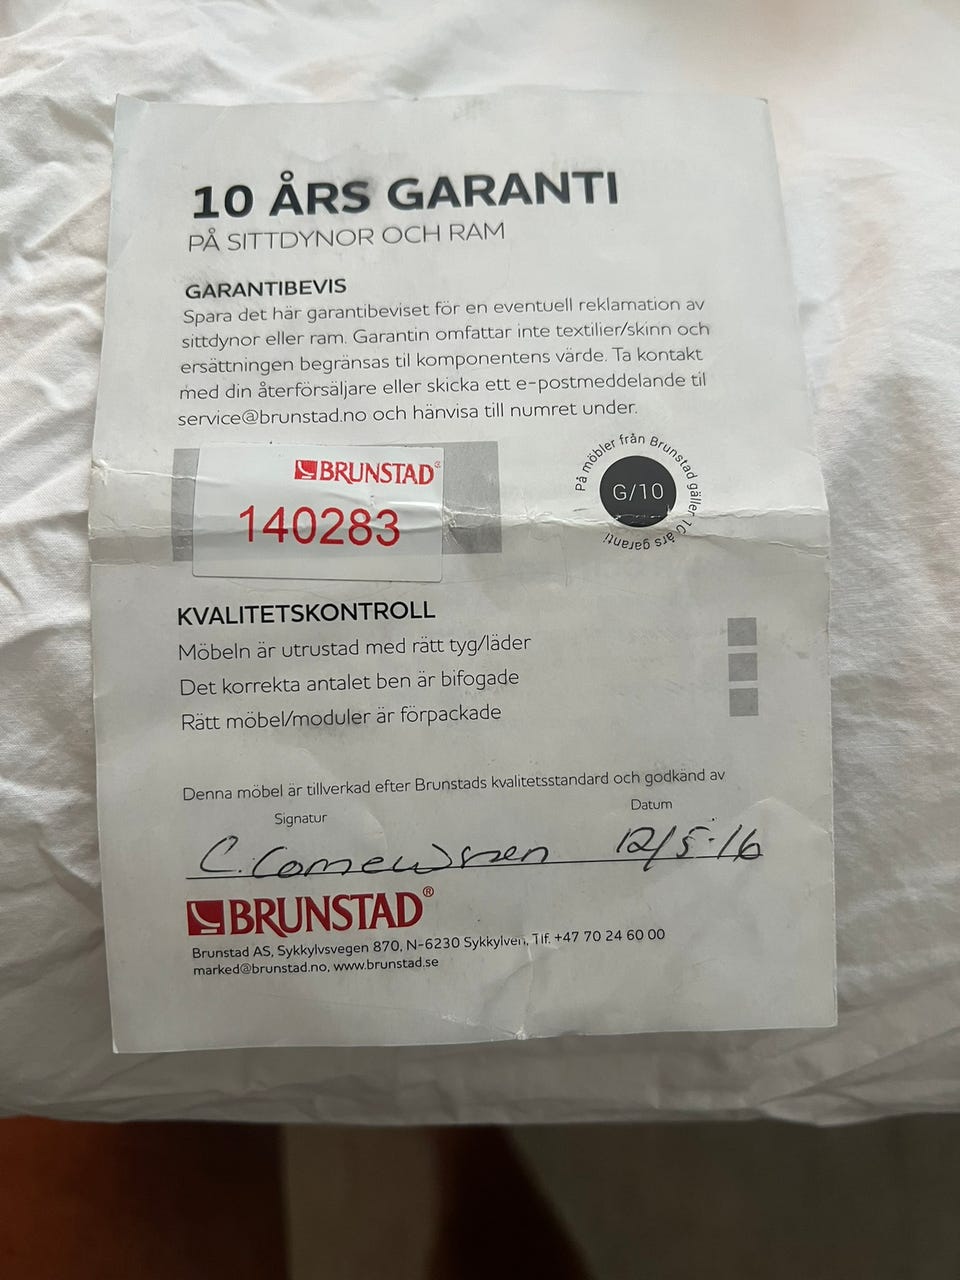 10 ÅRS GARANTI
PÅ SITTDYNOR OCH RAM
GARANTIBEVIS
Spara det här garantibeviset för en eventuell reklamation av
sittdynor eller ram. Garantin omfattar inte textilier/skinn och
ersättningen begränsas til komponentens värde. Ta kontakt
med din återförsäljare eller skicka ett e-postmeddelande til
service@brunstad.no och hänvisa till numret under.
BRUNSTAD®
140283
På möbler från Brunstad gäller 10 års garanti
G/10
KVALITETSKONTROLL
Möbeln är utrustad med rätt tyg/läder
Det korrekta antalet ben är bifogade
Rätt möbel/moduler är förpackade
Denna möbel är tillverkad efter Brunstads kvalitetsstandard och godkänd av
Signatur Datum
C. 12/5-16
BRUNSTAD®
Brunstad AS, Sykkylvsvegen 870, N-6230 Sykkylven, Tlf. +47 70 24 60 00
marked@brunstad.no, www.brunstad.se